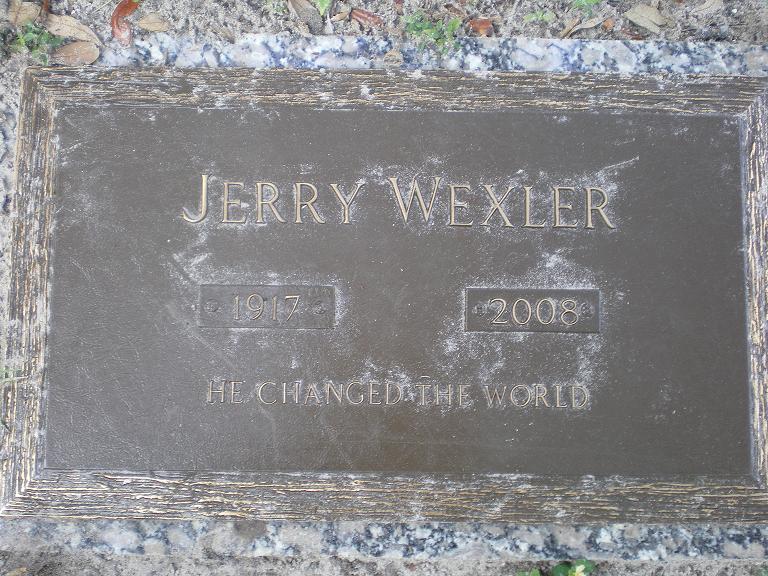 JERRY WEXLER
1917 2008
HE CHANGED THE WORLD